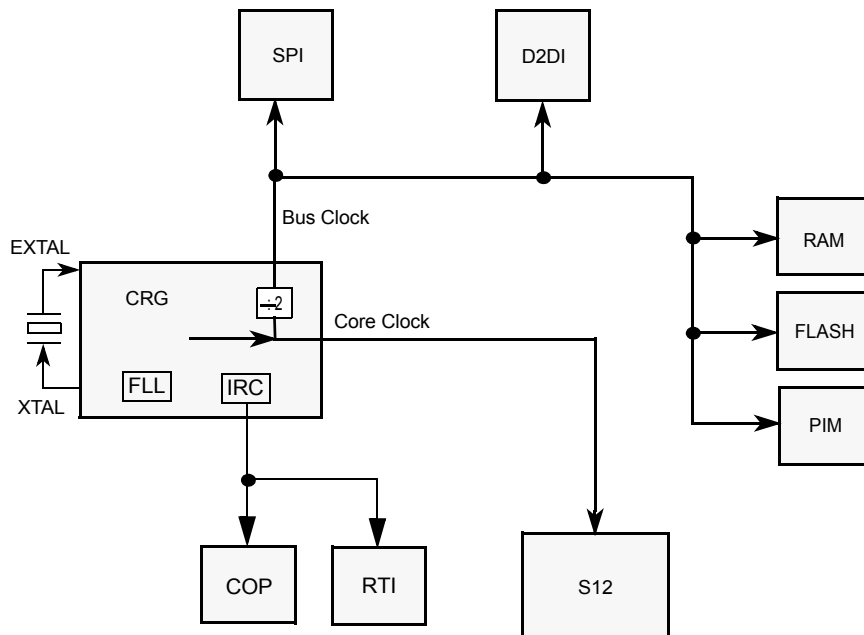 SPI
D2DI
Bus Clock
RAM
EXTAL
CRG
÷2
Core Clock
FLASH
FLL
IRC
XTAL
PIM
COP
RTI
S12